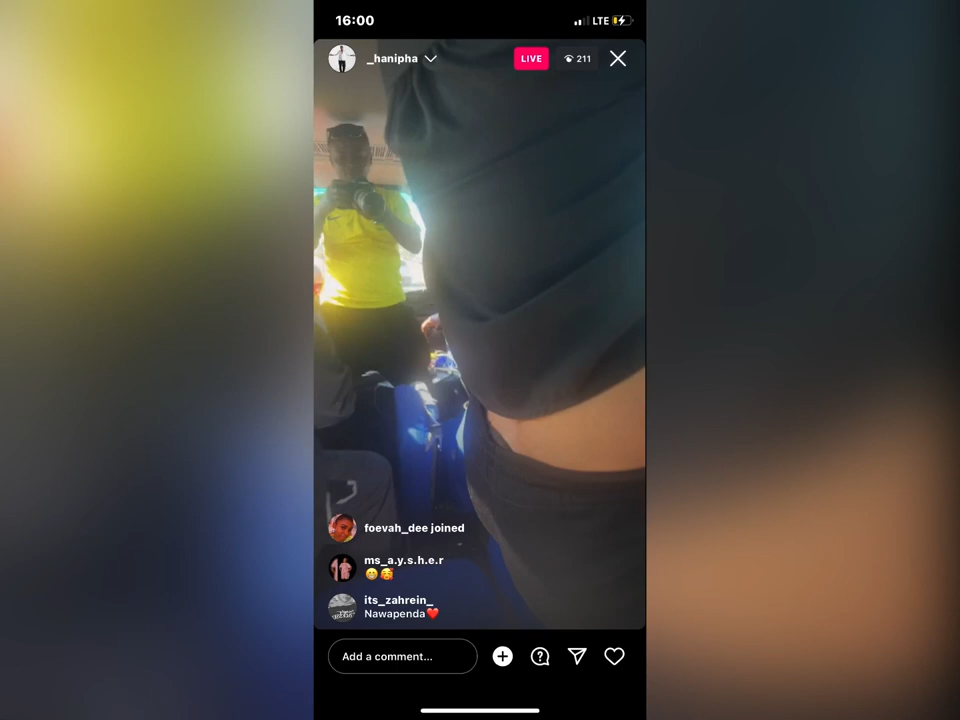 16:00
LTE
_hanipha
LIVE
211
foevah_dee joined
ms_a.y.s.h.e.r
😁🥰
its_zahrein_
Nawapenda❤️
Add a comment...